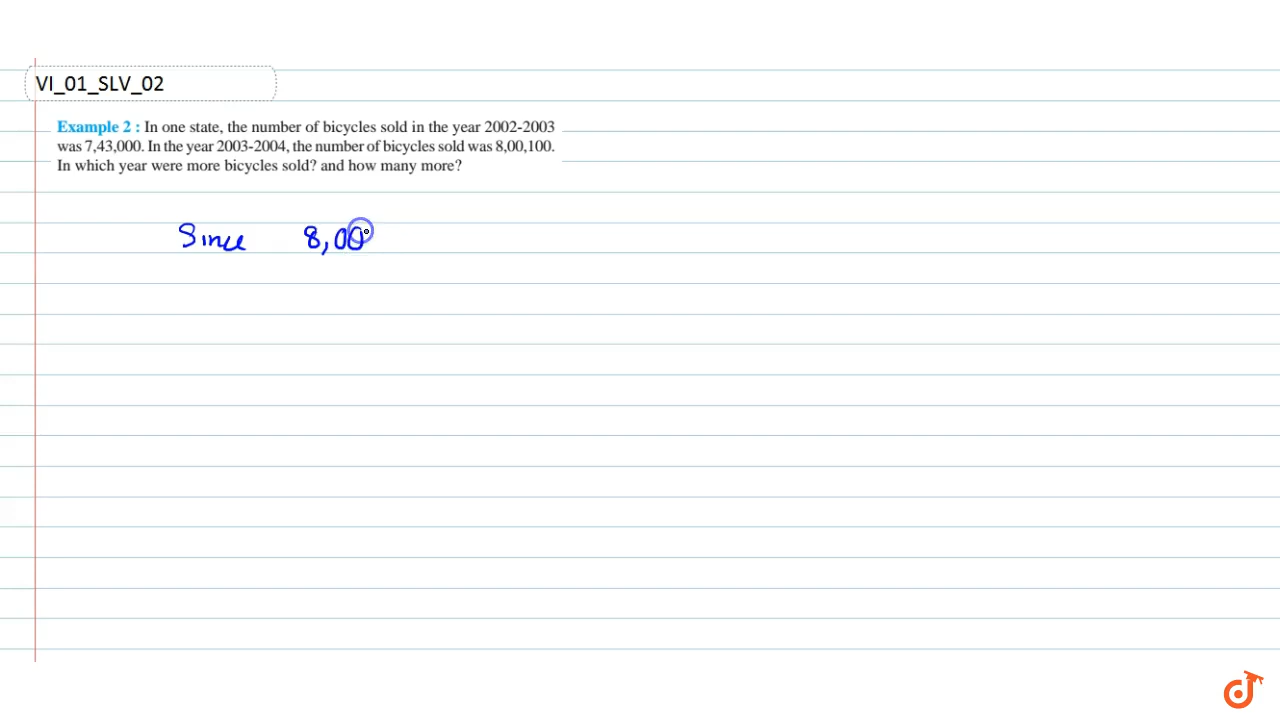 VI_01_SLV_02
Example 2 : In one state, the number of bicycles sold in the year 2002-2003
was 7,43,000. In the year 2003-2004, the number of bicycles sold was 8,00,100.
In which year were more bicycles sold? and how many more?
Since 8,00